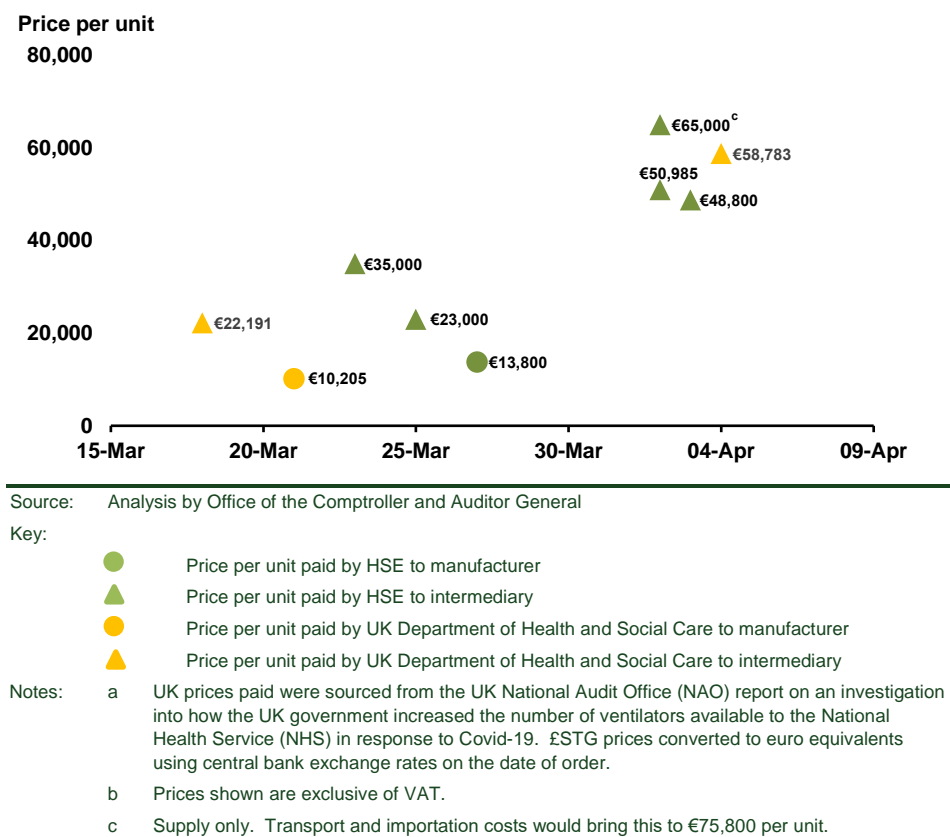 Price per unit
80,000
€65,000c
60,000
€58,783
€50,985
€48,800
40,000
€35,000
€22,191
€23,000
20,000
€13,800
€10,205
0
15-Mar 20-Mar 25-Mar 30-Mar 04-Apr 09-Apr
Source: Analysis by Office of the Comptroller and Auditor General
Key:
Price per unit paid by HSE to manufacturer
Price per unit paid by HSE to intermediary
Price per unit paid by UK Department of Health and Social Care to manufacturer
Price per unit paid by UK Department of Health and Social Care to intermediary
Notes: a UK prices paid were sourced from the UK National Audit Office (NAO) report on an investigation
into how the UK government increased the number of ventilators available to the National
Health Service (NHS) in response to Covid-19. £STG prices converted to euro equivalents
using central bank exchange rates on the date of order.
b Prices shown are exclusive of VAT.
c Supply only. Transport and importation costs would bring this to €75,800 per unit.